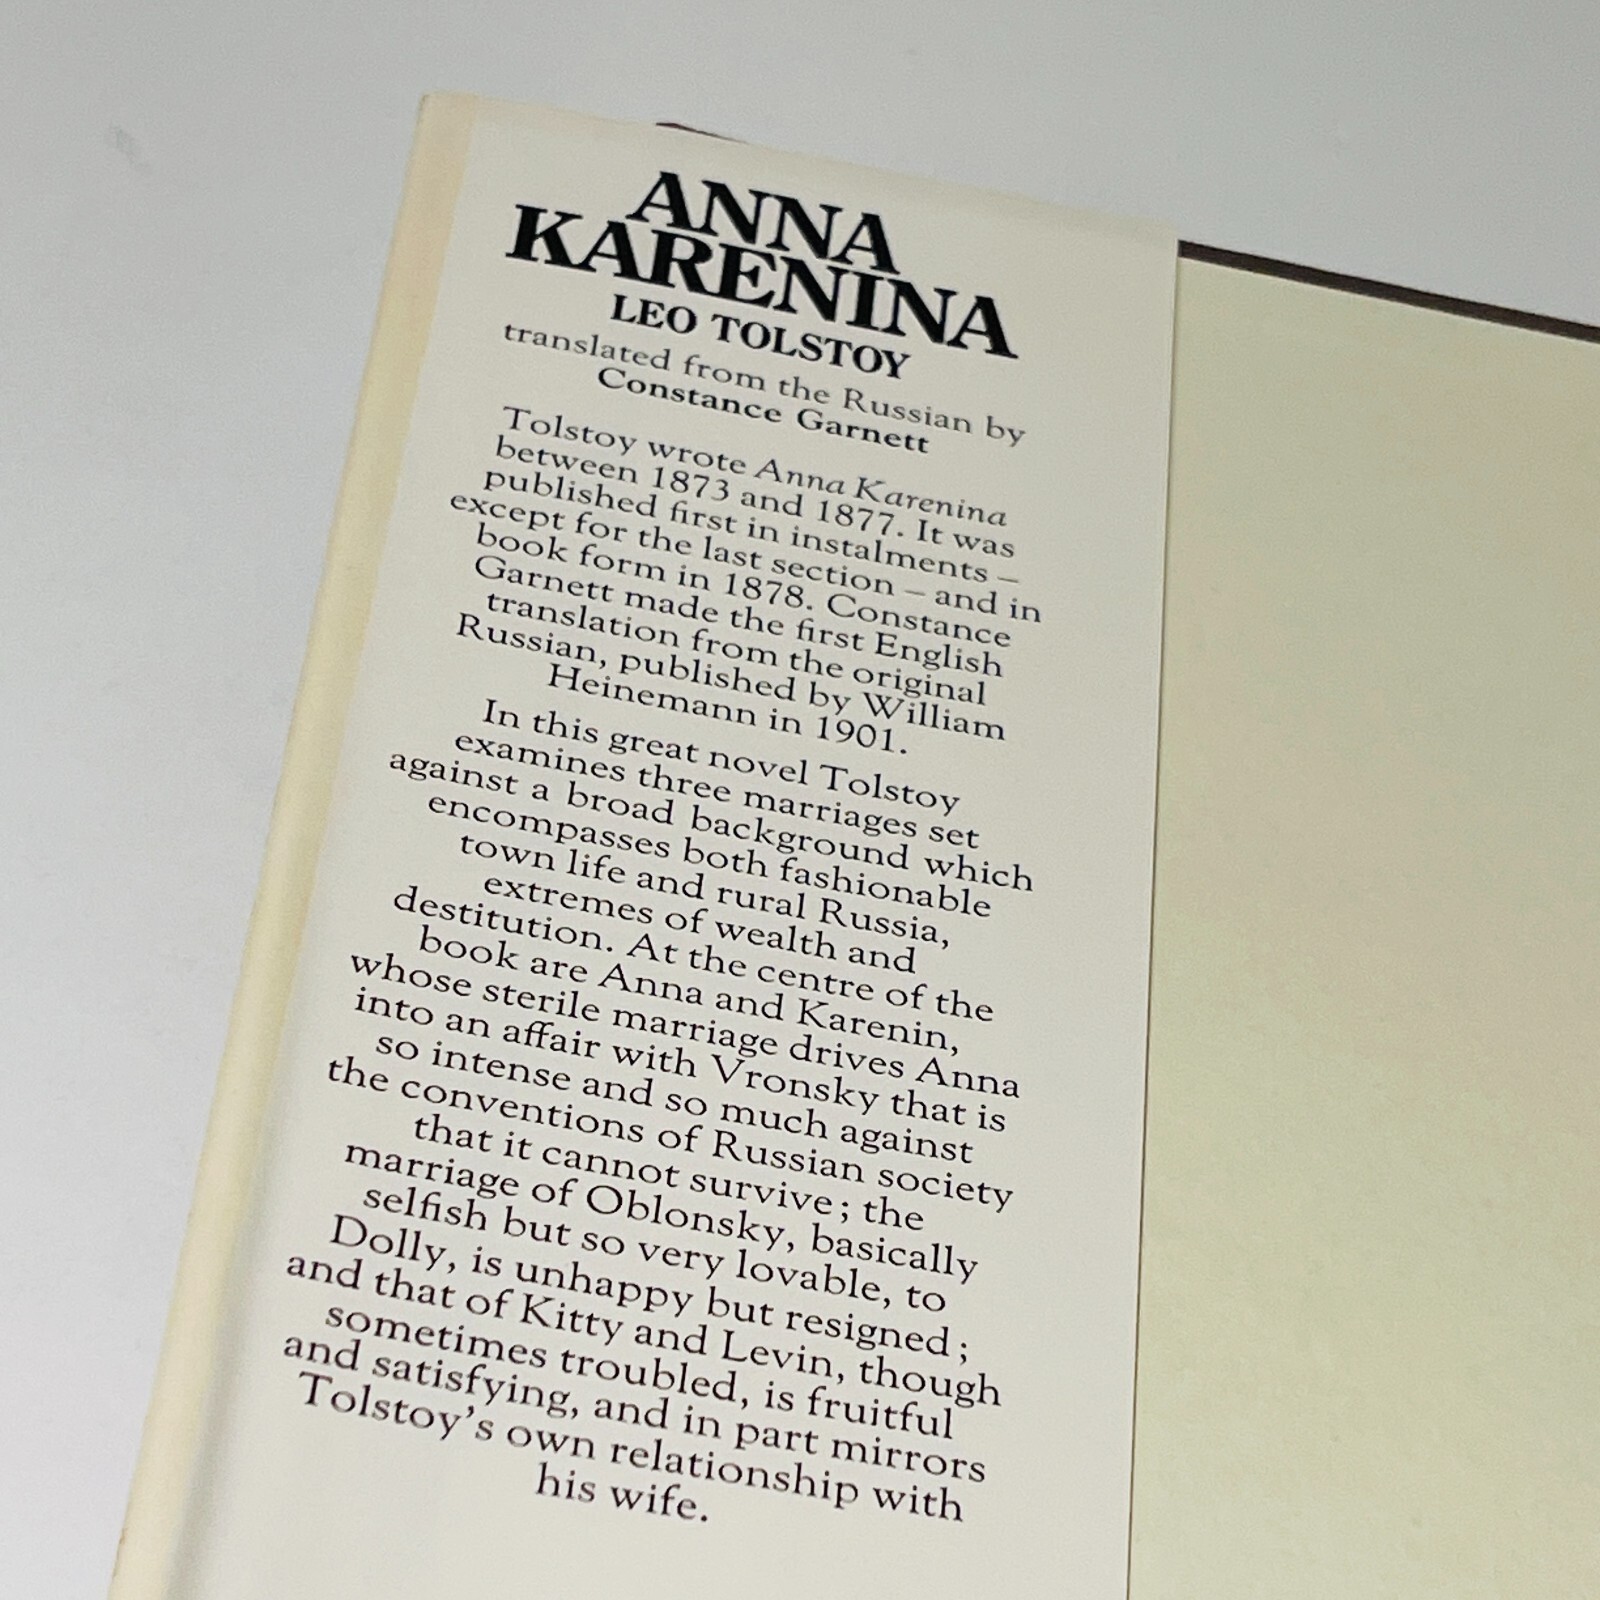 ANNA
KARENINA
LEO TOLSTOY
translated from the Russian by
Constance Garnett
Tolstoy wrote Anna Karenina
between 1873 and 1877. It was
published first in instalments –
except for the last section – and in
book form in 1878. Constance
Garnett made the first English
translation from the original
Russian, published by William
Heinemann in 1901.
In this great novel Tolstoy
examines three marriages set
against a broad background which
encompasses both fashionable
town life and rural Russia,
extremes of wealth and
destitution. At the centre of the
book are Anna and Karenin,
whose sterile marriage drives Anna
into an affair with Vronsky that is
so intense and so much against
the conventions of Russian society
that it cannot survive; the
marriage of Oblonsky, basically
selfish but so very lovable, to
Dolly, is unhappy but resigned;
and that of Kitty and Levin, though
sometimes troubled, is fruitful
and satisfying, and in part mirrors
Tolstoy's own relationship with
his wife.